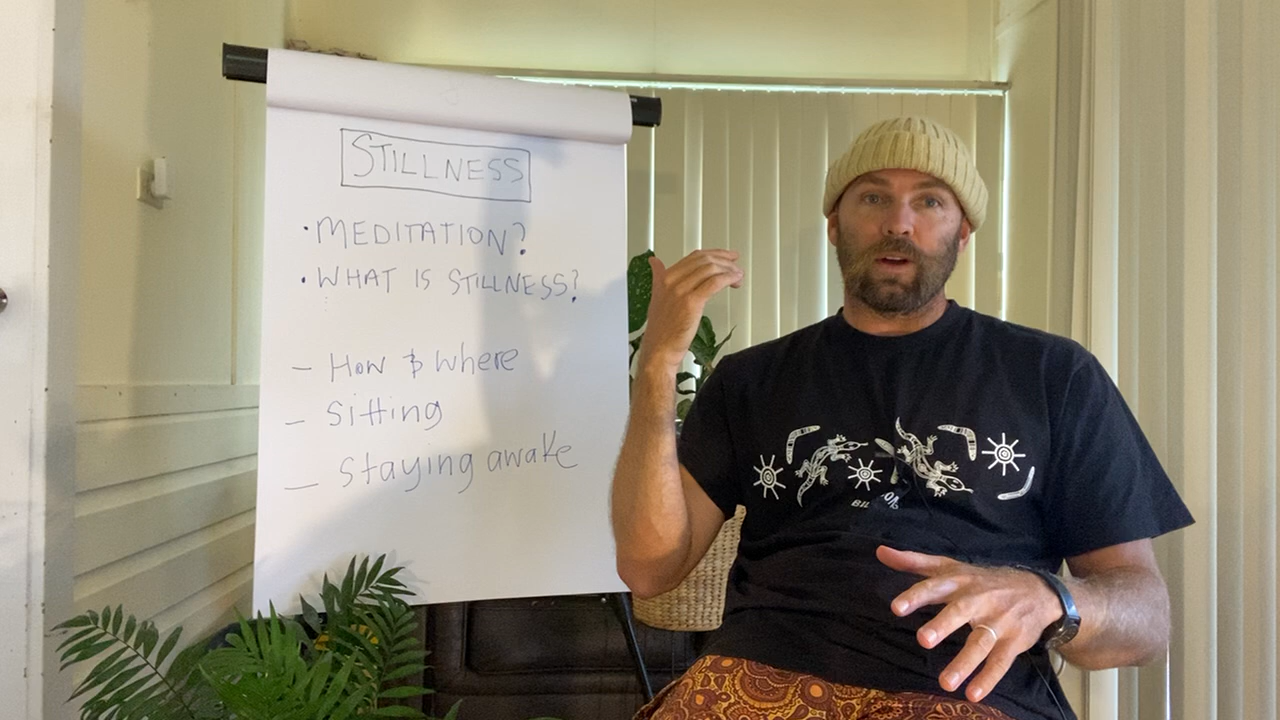 STILLNESS
• MEDITATION?
• WHAT IS STILLNESS?
– How & where
– sitting
– staying awake